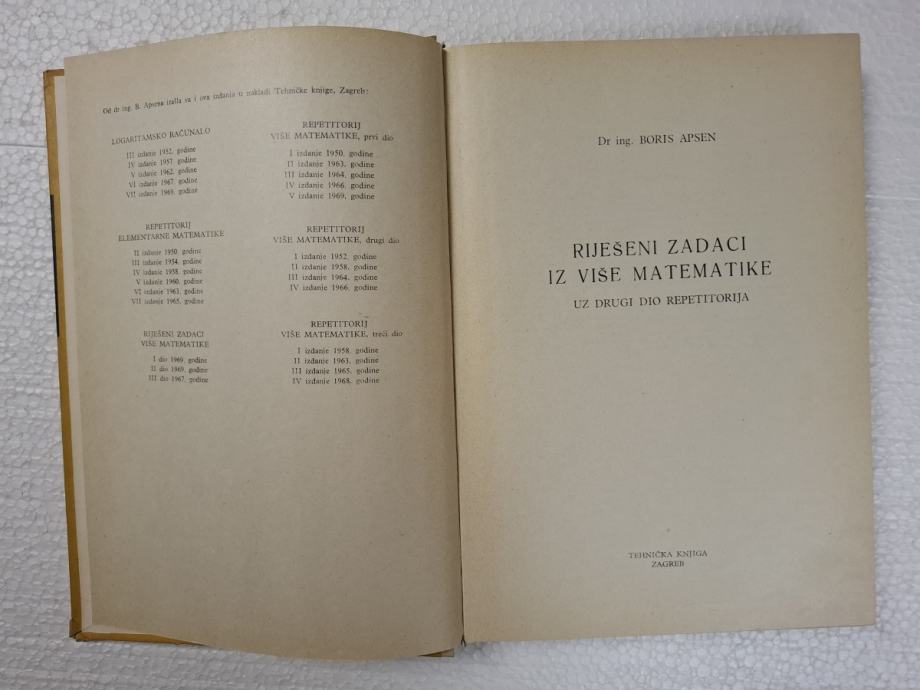 Od dr ing. B. Apsena izašla su i ova izdanja u nakladi Tehničke knjige, Zagreb:
LOGARITAMSKO RAČUNALO
III izdanje 1952. godine
IV izdanje 1957. godine
V izdanje 1962. godine
VI izdanje 1967. godine
VII izdanje 1969. godine
REPETITORIJ
ELEMENTARNE MATEMATIKE
II izdanje 1950. godine
III izdanje 1954. godine
IV izdanje 1958. godine
V izdanje 1960. godine
VI izdanje 1963. godine
VII izdanje 1965. godine
RIJEŠENI ZADACI
VIŠE MATEMATIKE
I dio 1969. godine
II dio 1969. godine
III dio 1967. godine
REPETITORIJ
VIŠE MATEMATIKE, prvi dio
I izdanje 1950. godine
II izdanje 1963. godine
III izdanje 1964. godine
IV izdanje 1966. godine
V izdanje 1969. godine
REPETITORIJ
VIŠE MATEMATIKE, drugi dio
I izdanje 1952. godine
II izdanje 1958. godine
III izdanje 1964. godine
IV izdanje 1966. godine
REPETITORIJ
VIŠE MATEMATIKE, treći dio
I izdanje 1958. godine
II izdanje 1963. godine
III izdanje 1965. godine
IV izdanje 1968. godine
Dr ing. BORIS APSEN
RIJEŠENI ZADACI
IZ VIŠE MATEMATIKE
UZ DRUGI DIO REPETITORIJA
TEHNIČKA KNJIGA
ZAGREB